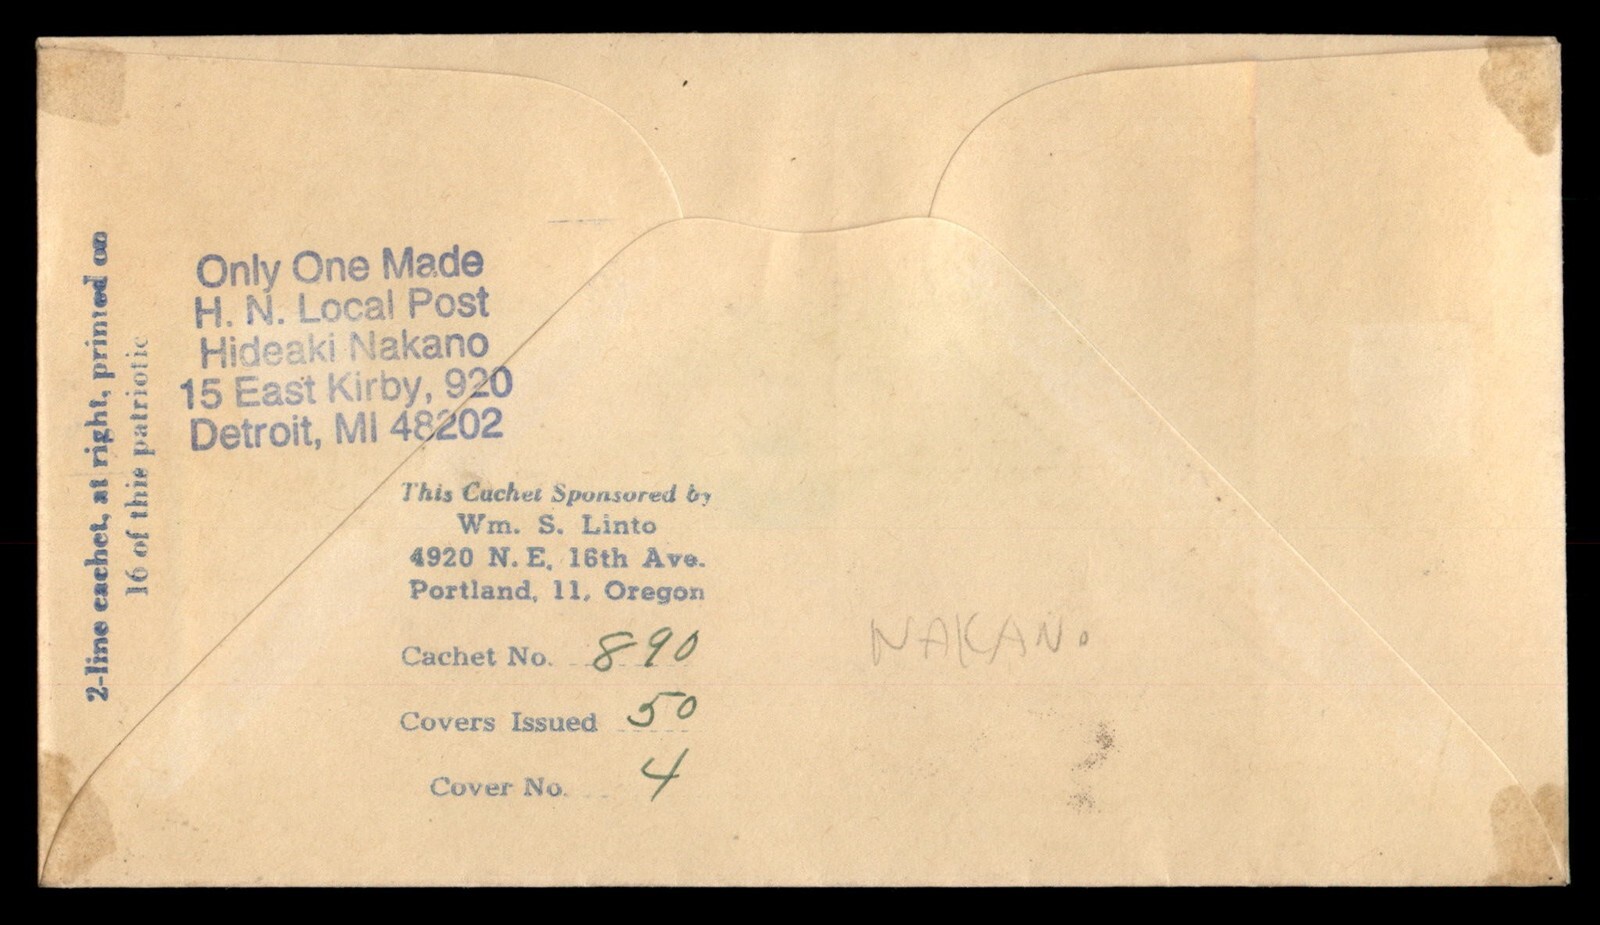 2-line cachet, at right, printed on
16 of this patriotic
Only One Made
H. N. Local Post
Hideaki Nakano
15 East Kirby, 920
Detroit, MI 48202
This Cachet Sponsored by
Wm. S. Linto
4920 N. E. 16th Ave.
Portland, 11, Oregon
Cachet No. 890
Covers Issued 50
Cover No. 4
NAKANO